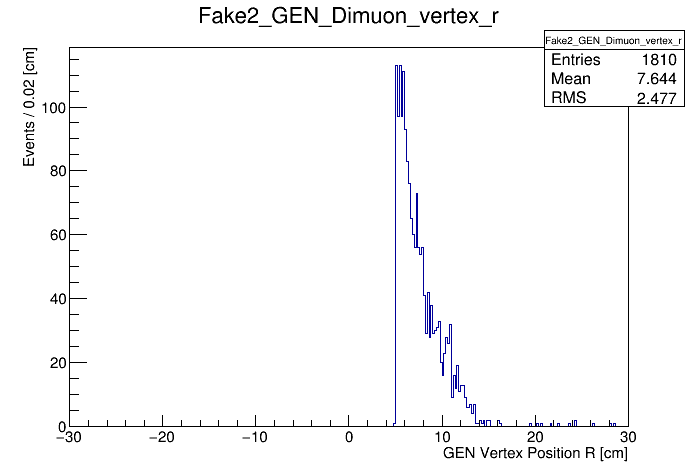 Fake2_GEN_Dimuon_vertex_r
Fake2_GEN_Dimuon_vertex_r
Entries 1810
Mean 7.644
RMS 2.477
Events / 0.02 [cm]
100
80
60
40
20
0
−30 −20 −10 0 10 20 30
GEN Vertex Position R [cm]